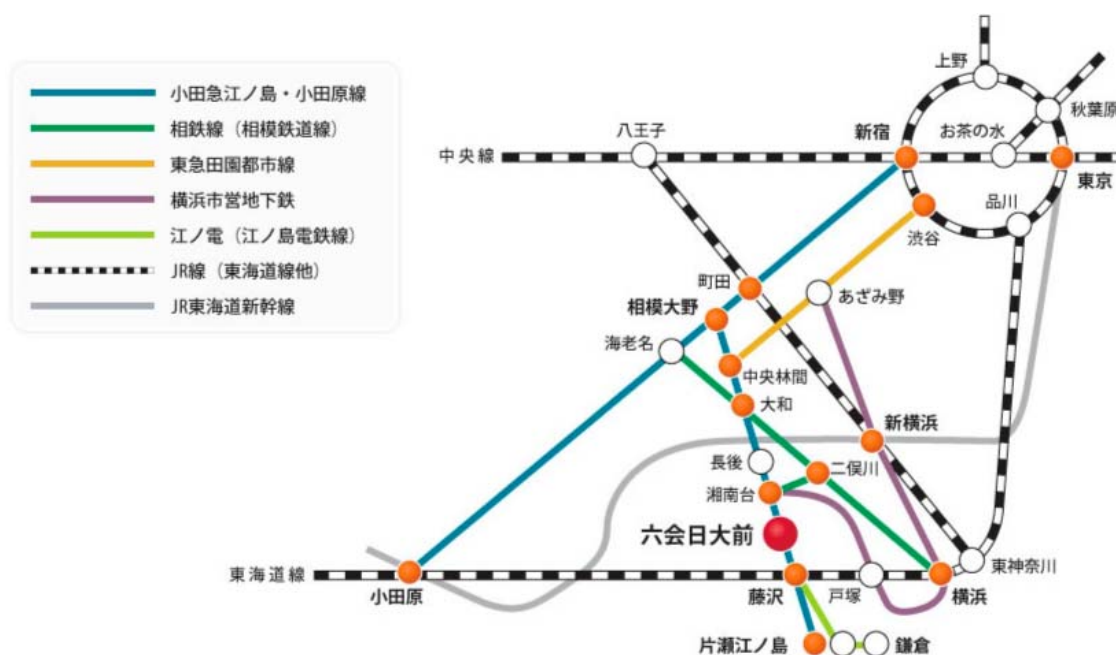 小田急江ノ島・小田原線
相鉄線（相模鉄道線）
東急田園都市線
横浜市営地下鉄
江ノ電（江ノ島電鉄線）
JR線（東海道線他）
JR東海道新幹線
上野
秋葉原
お茶の水
新宿
八王子
中央線
東京
品川
渋谷
町田
あざみ野
相模大野
海老名
中央林間
大和
新横浜
長後
二俣川
湘南台
六会日大前
東神奈川
東海道線
小田原
藤沢
戸塚
横浜
片瀬江ノ島
鎌倉